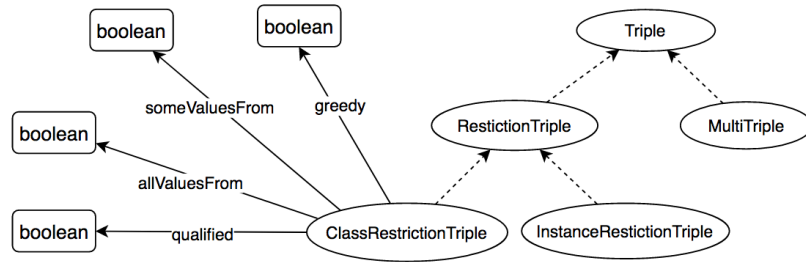 boolean
boolean
Triple
someValuesFrom
greedy
boolean
RestictionTriple
MultiTriple
allValuesFrom
boolean
qualified
ClassRestrictionTriple
InstanceRestictionTriple